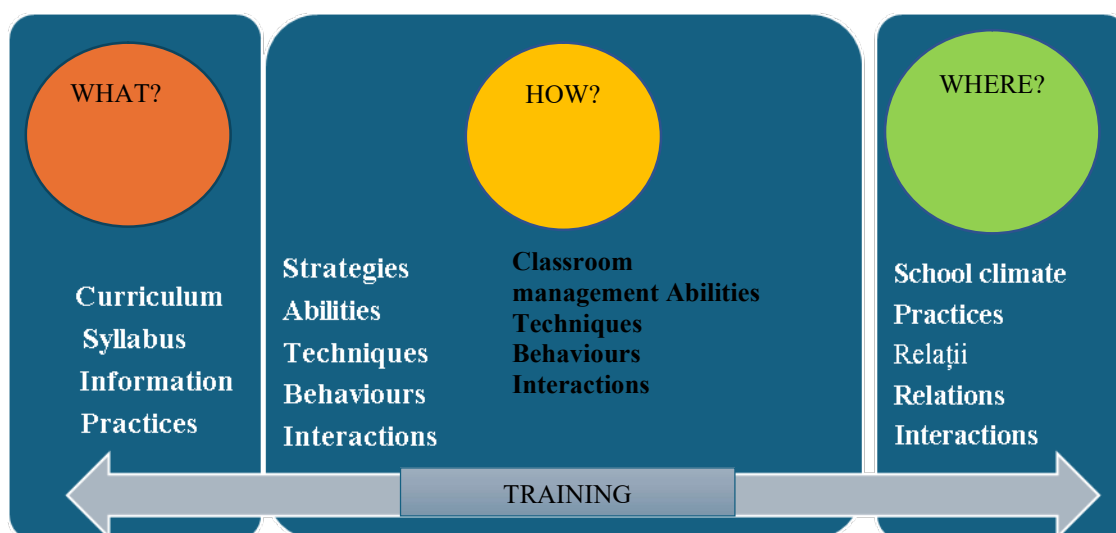 WHAT?
Curriculum
Syllabus
Information
Practices
HOW?
Strategies
Abilities
Techniques
Behaviours
Interactions
Classroom
management Abilities
Techniques
Behaviours
Interactions
WHERE?
School climate
Practices
Relații
Relations
Interactions
TRAINING